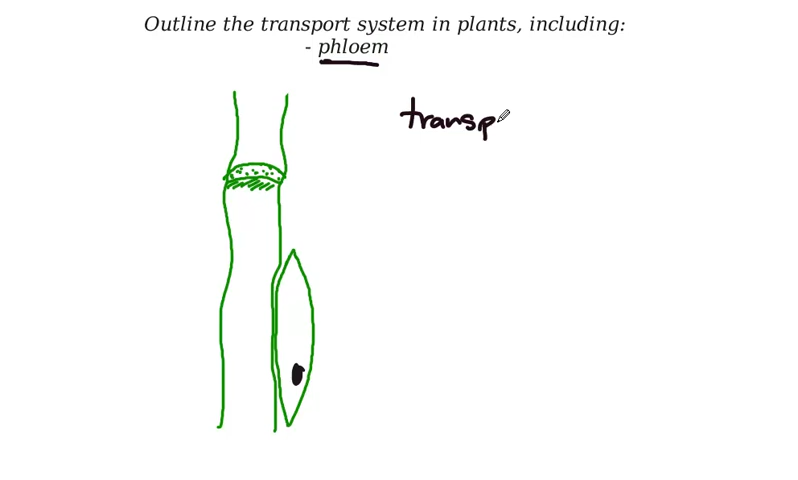 Outline the transport system in plants, including:
- phloem
transp